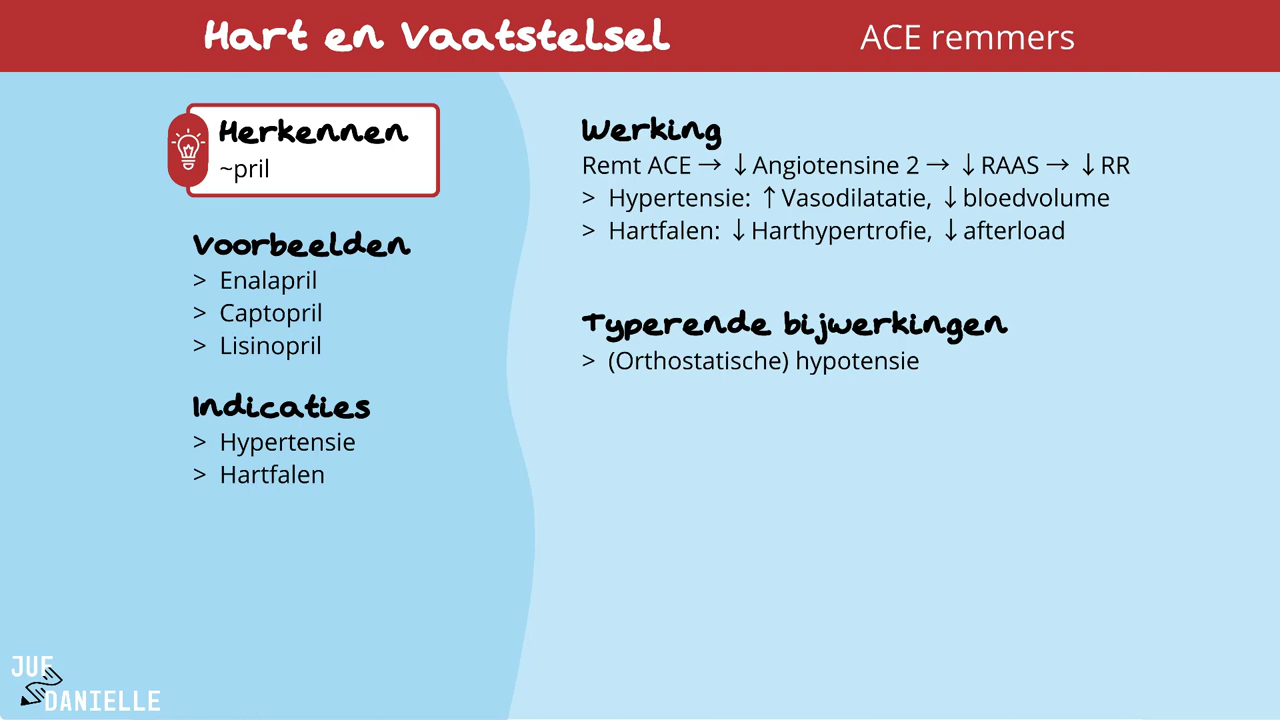 Hart en Vaatstelsel
ACE remmers
Herkennen
~pril
Voorbeelden
> Enalapril
> Captopril
> Lisinopril
Indicaties
> Hypertensie
> Hartfalen
Werking
Remt ACE → ↓Angiotensine 2 → ↓RAAS → ↓RR
> Hypertensie: ↑Vasodilatatie, ↓bloedvolume
> Hartfalen: ↓Harthypertrofie, ↓afterload
Typerende bijwerkingen
> (Orthostatische) hypotensie
JUF
DANIELLE